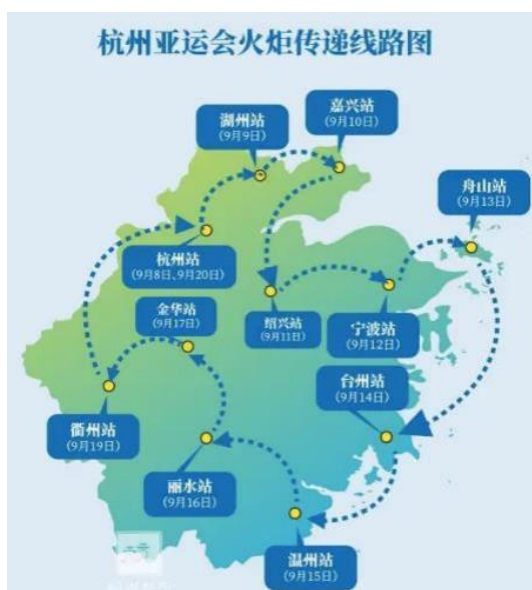 杭州亚运会火炬传递线路图
湖州站
(9月9日)
嘉兴站
(9月10日)
舟山站
(9月13日)
杭州站
(9月8日、9月20日)
金华站
(9月17日)
绍兴站
(9月11日)
宁波站
(9月12日)
台州站
(9月14日)
衢州站
(9月19日)
丽水站
(9月16日)
温州站
(9月15日)